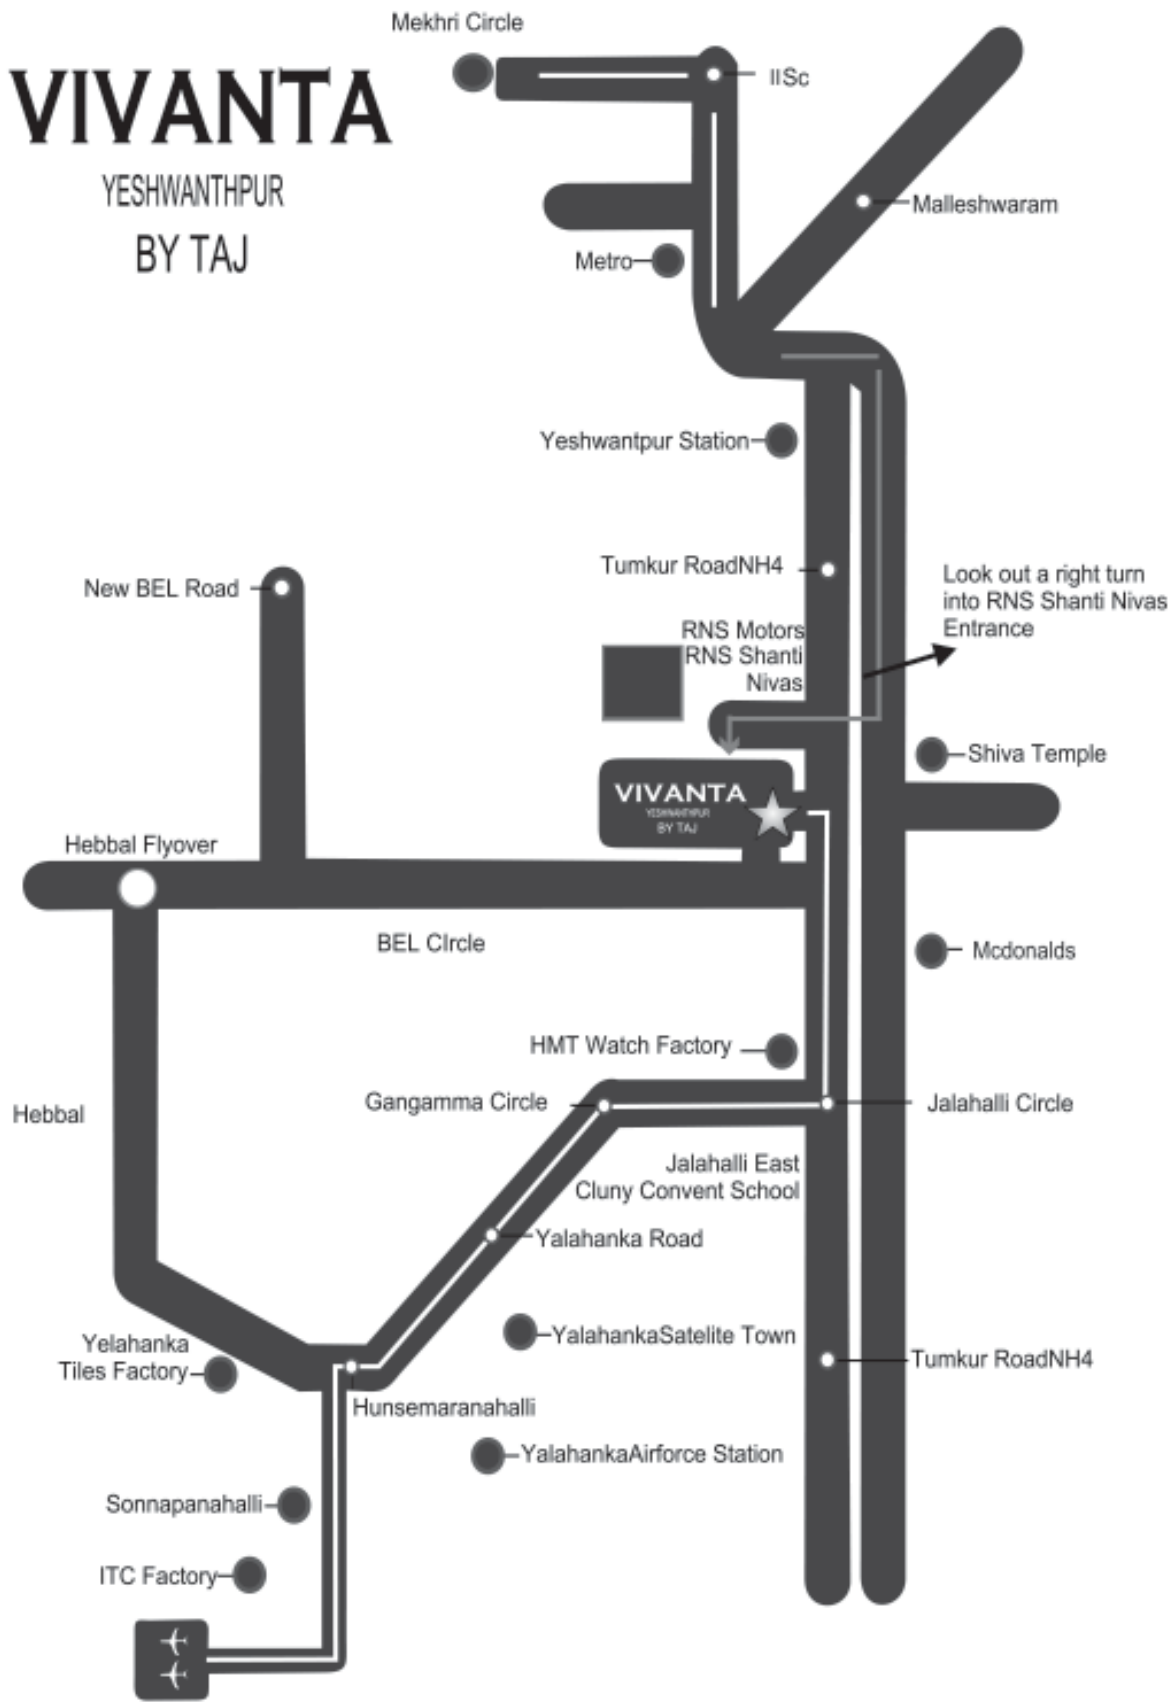 Mekhri Circle
IISc
VIVANTA
YESHWANTHPUR
BY TAJ
Malleshwaram
Metro
Yeshwantpur Station
Tumkur RoadNH4
New BEL Road
Look out a right turn
into RNS Shanti Nivas
Entrance
RNS Motors
RNS Shanti
Nivas
Shiva Temple
VIVANTA
YESHWANTHPUR
BY TAJ
Hebbal Flyover
BEL CIrcle
Mcdonalds
HMT Watch Factory
Gangamma Circle
Jalahalli Circle
Hebbal
Jalahalli East
Cluny Convent School
Yalahanka Road
YalahankaSatelite Town
Yelahanka
Tiles Factory
Tumkur RoadNH4
Hunsemaranahalli
YalahankaAirforce Station
Sonnapanahalli
ITC Factory